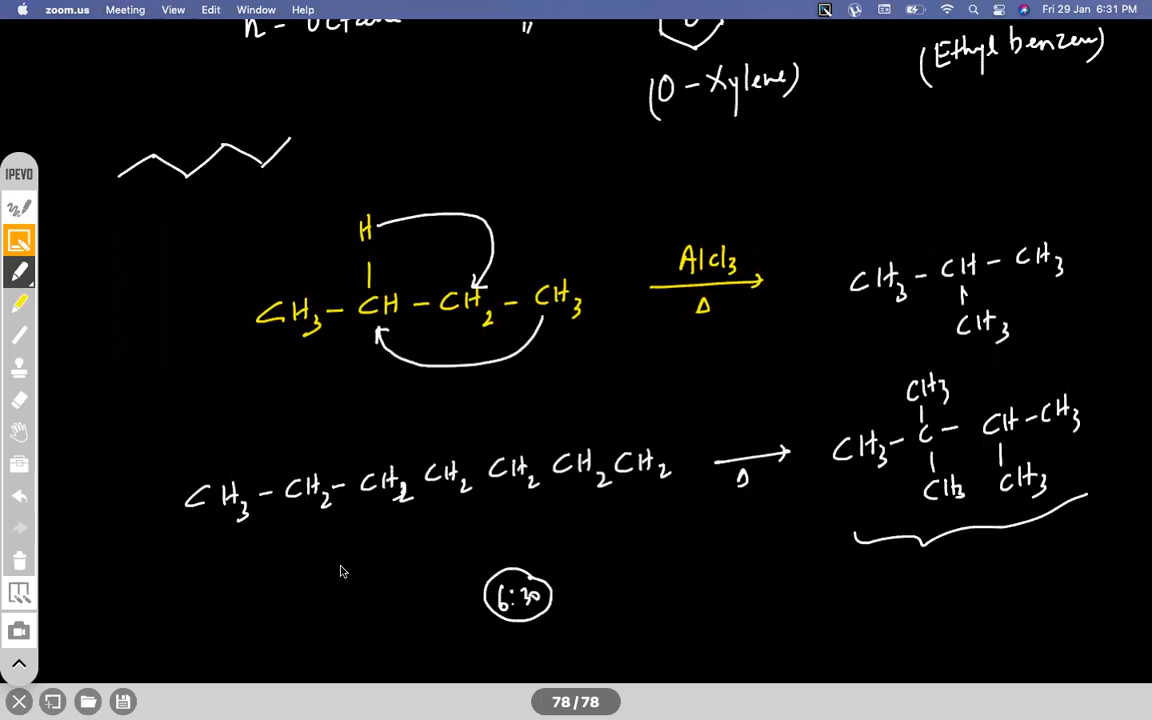 zoom.us Meeting View Window Help Fri 29 Jan 6:31 PM
n - Octane "
(O - Xylene)
(Ethyl benzen)
IPEVO
H
|
CH₃ - CH - CH₂ - CH₃
AlCl₃
Δ
CH₃ - CH - CH₃
CH₃
CH₃ - CH₂ - CH₂ CH₂ CH₂ CH₂ CH₂
Δ
CH₃
CH₃ - C - CH - CH₃
CH₃ CH₃
6:30
78 / 78